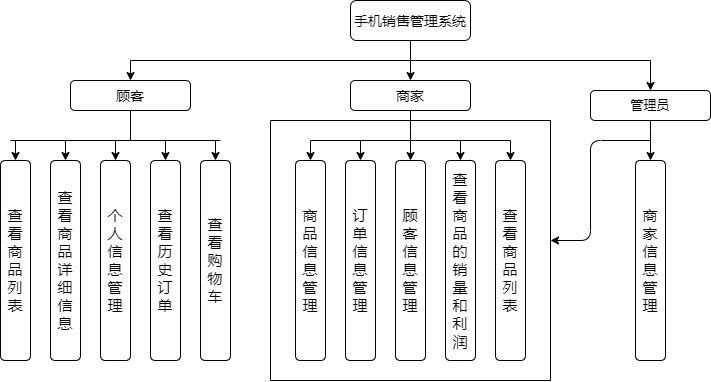 手机销售管理系统
顾客
商家
管理员
查看商品列表
查看商品详细信息
个人信息管理
查看历史订单
查看购物车
商品信息管理
订单信息管理
顾客信息管理
查看商品的销量和利润
查看商品列表
商家信息管理